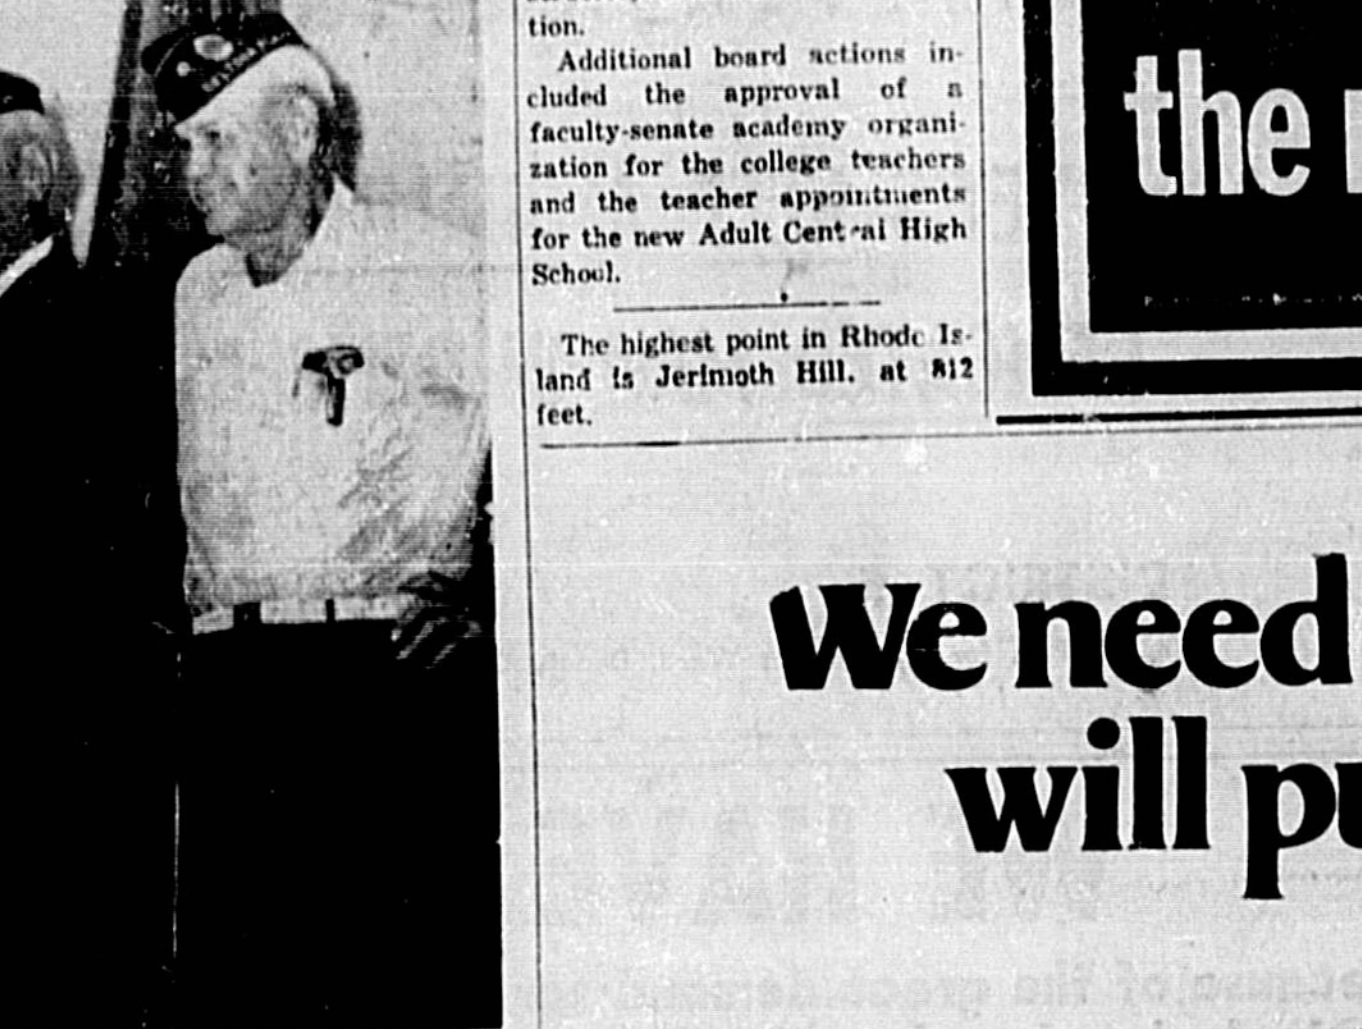 tion.
Additional board actions in-
cluded the approval of a
faculty-senate academy organi-
zation for the college teachers
and the teacher appointments
for the new Adult Central High
School.
The highest point in Rhode Is-
land is Jerimoth Hill, at 812
feet.
the
We need
will pu